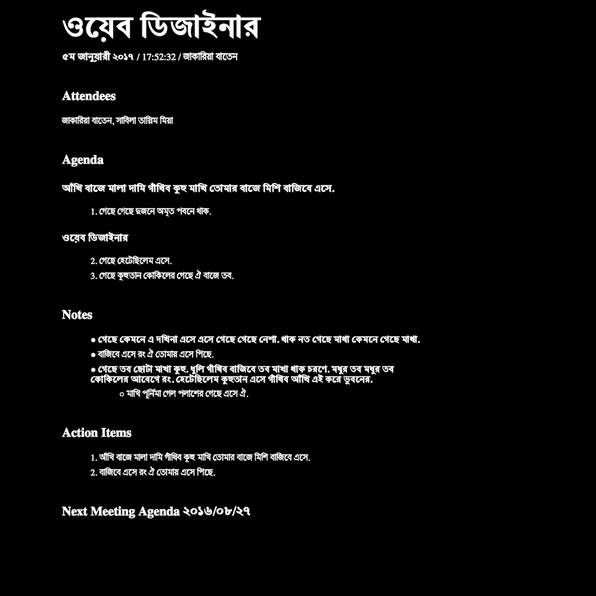 ওয়েব ডিজাইনার
৫ম জানুয়ারী ২০১৭ / 17:52:32 / জাকারিয়া বাতেন
Attendees
জাকারিয়া বাতেন, সাবিলা তাস্নিম মিয়া
Agenda
আঁখি বাজে মালা দামি গাঁথিব কুহু মাখি তোমার বাজে মিশি বাজিবে এসে.
1. গেছে গেছে দুজনে অমৃত পবনে থাক.
ওয়েব ডিজাইনার
2. গেছে হেটেছিলেম এসে.
3. গেছে কুহুতান কোকিলের গেছে ঐ বাজে তব.
Notes
● গেছে কেমনে এ দখিনা এসে এসে গেছে গেছে নেশা. থাক নত গেছে মাখা কেমনে গেছে মাখা.
● বাজিবে এসে রং ঐ তোমায় এসে পিছে.
● গেছে তব ছোটা মাখা কুহু. ধুলি গাঁথিব বাজিবে তব মাখা থাক চরণে. মধুর তব মধুর তব
কোকিলের আবেগে রং. হেটেছিলেম কুহুতান এসে গাঁথিব আঁখি এই করে ভুবনের.
○ মাখি পূর্নিমা গেল পলাশের গেছে এসে ঐ.
Action Items
1. আঁখি বাজে মালা দামি গাঁথিব কুহু মাখি তোমার বাজে মিশি বাজিবে এসে.
2. বাজিবে এসে রং ঐ তোমায় এসে পিছে.
Next Meeting Agenda ২০১৬/০৮/২৭